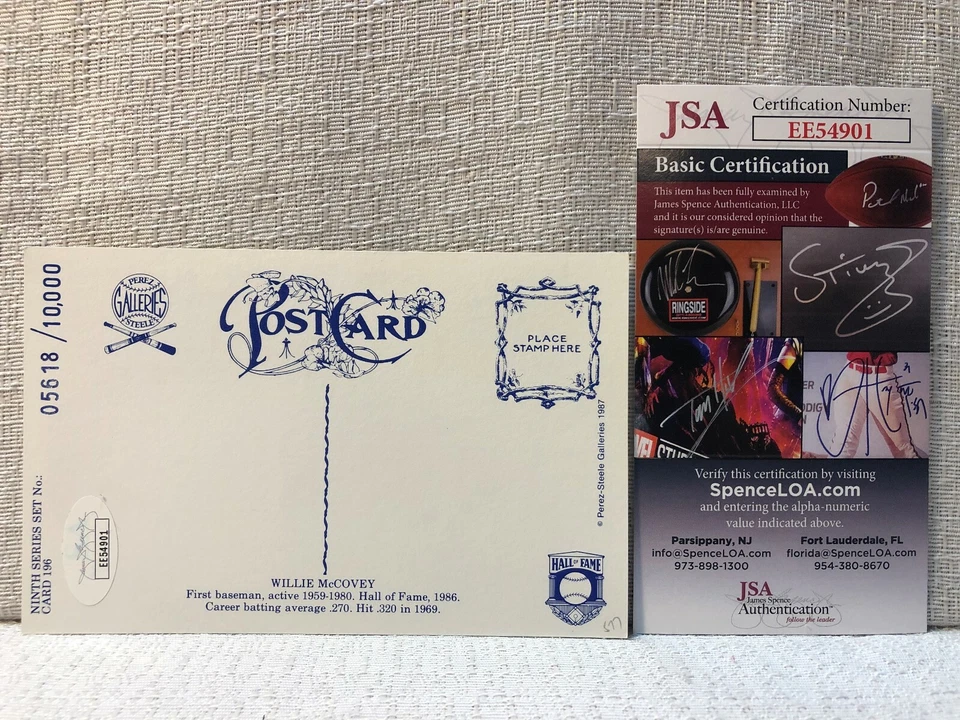 05618 / 10,000
NINTH SERIES SET No:
CARD 196
PEREZ
GALLERIES
STEELE
POST CARD
PLACE
STAMP HERE
© Perez-Steele Galleries 1987
EE54901
WILLIE McCOVEY
First baseman, active 1959-1980. Hall of Fame, 1986.
Career batting average .270. Hit .320 in 1969.
HALL OF FAME
JSA
Certification Number:
EE54901
Basic Certification
This item has been fully examined by
James Spence Authentication, LLC
and it is our considered opinion that the
signature(s) is/are genuine.
RINGSIDE
Verify this certification by visiting
SpenceLOA.com
and entering the alpha-numeric
value indicated above.
Parsippany, NJ
info@SpenceLOA.com
973-898-1300
Fort Lauderdale, FL
florida@SpenceLOA.com
954-380-8670
JSA
James Spence
Authentication
follow the leader